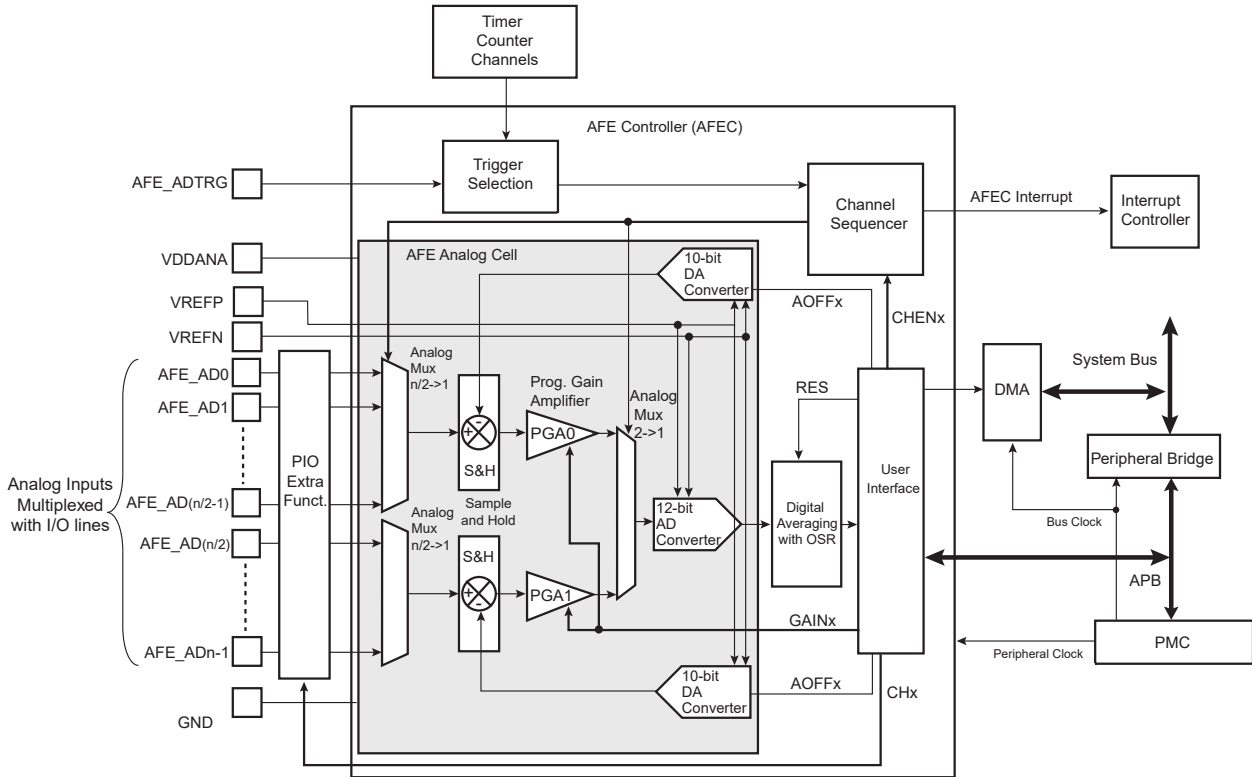 Timer
Counter
Channels
AFE Controller (AFEC)
AFE_ADTRG
Trigger
Selection
Channel
Sequencer
AFEC Interrupt
Interrupt
Controller
VDDANA
AFE Analog Cell
10-bit
DA
Converter
AOFFx
CHENx
VREFP
VREFN
AFE_AD0
AFE_AD1
AFE_AD(n/2-1)
AFE_AD(n/2)
AFE_ADn-1
GND
Analog Inputs
Multiplexed
with I/O lines
PIO
Extra
Funct.
Analog
Mux
n/2->1
+
-
S&H
Sample
and Hold
Prog. Gain
Amplifier
PGA0
Analog
Mux
2->1
Analog
Mux
n/2->1
S&H
+
-
PGA1
12-bit
AD
Converter
RES
Digital
Averaging
with OSR
User
Interface
GAINx
10-bit
DA
Converter
AOFFx
CHx
DMA
System Bus
Peripheral Bridge
Bus Clock
APB
PMC
Peripheral Clock